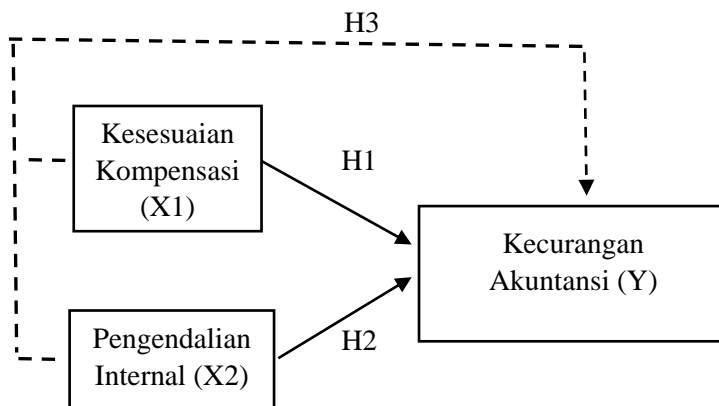 H3
Kesesuaian
Kompensasi
(X1)
H1
Kecurangan
Akuntansi (Y)
H2
Pengendalian
Internal (X2)